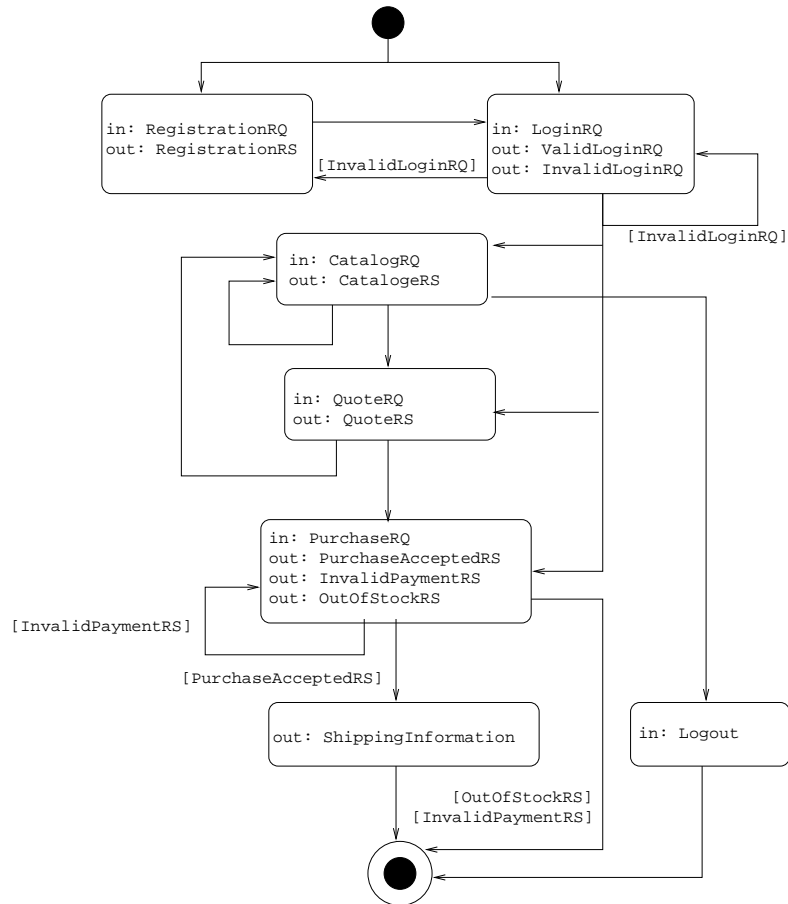 in: RegistrationRQ
out: RegistrationRS
in: LoginRQ
out: ValidLoginRQ
out: InvalidLoginRQ
[InvalidLoginRQ]
[InvalidLoginRQ]
in: CatalogRQ
out: CatalogeRS
in: QuoteRQ
out: QuoteRS
in: PurchaseRQ
out: PurchaseAcceptedRS
out: InvalidPaymentRS
out: OutOfStockRS
[InvalidPaymentRS]
[PurchaseAcceptedRS]
out: ShippingInformation
in: Logout
[OutOfStockRS]
[InvalidPaymentRS]